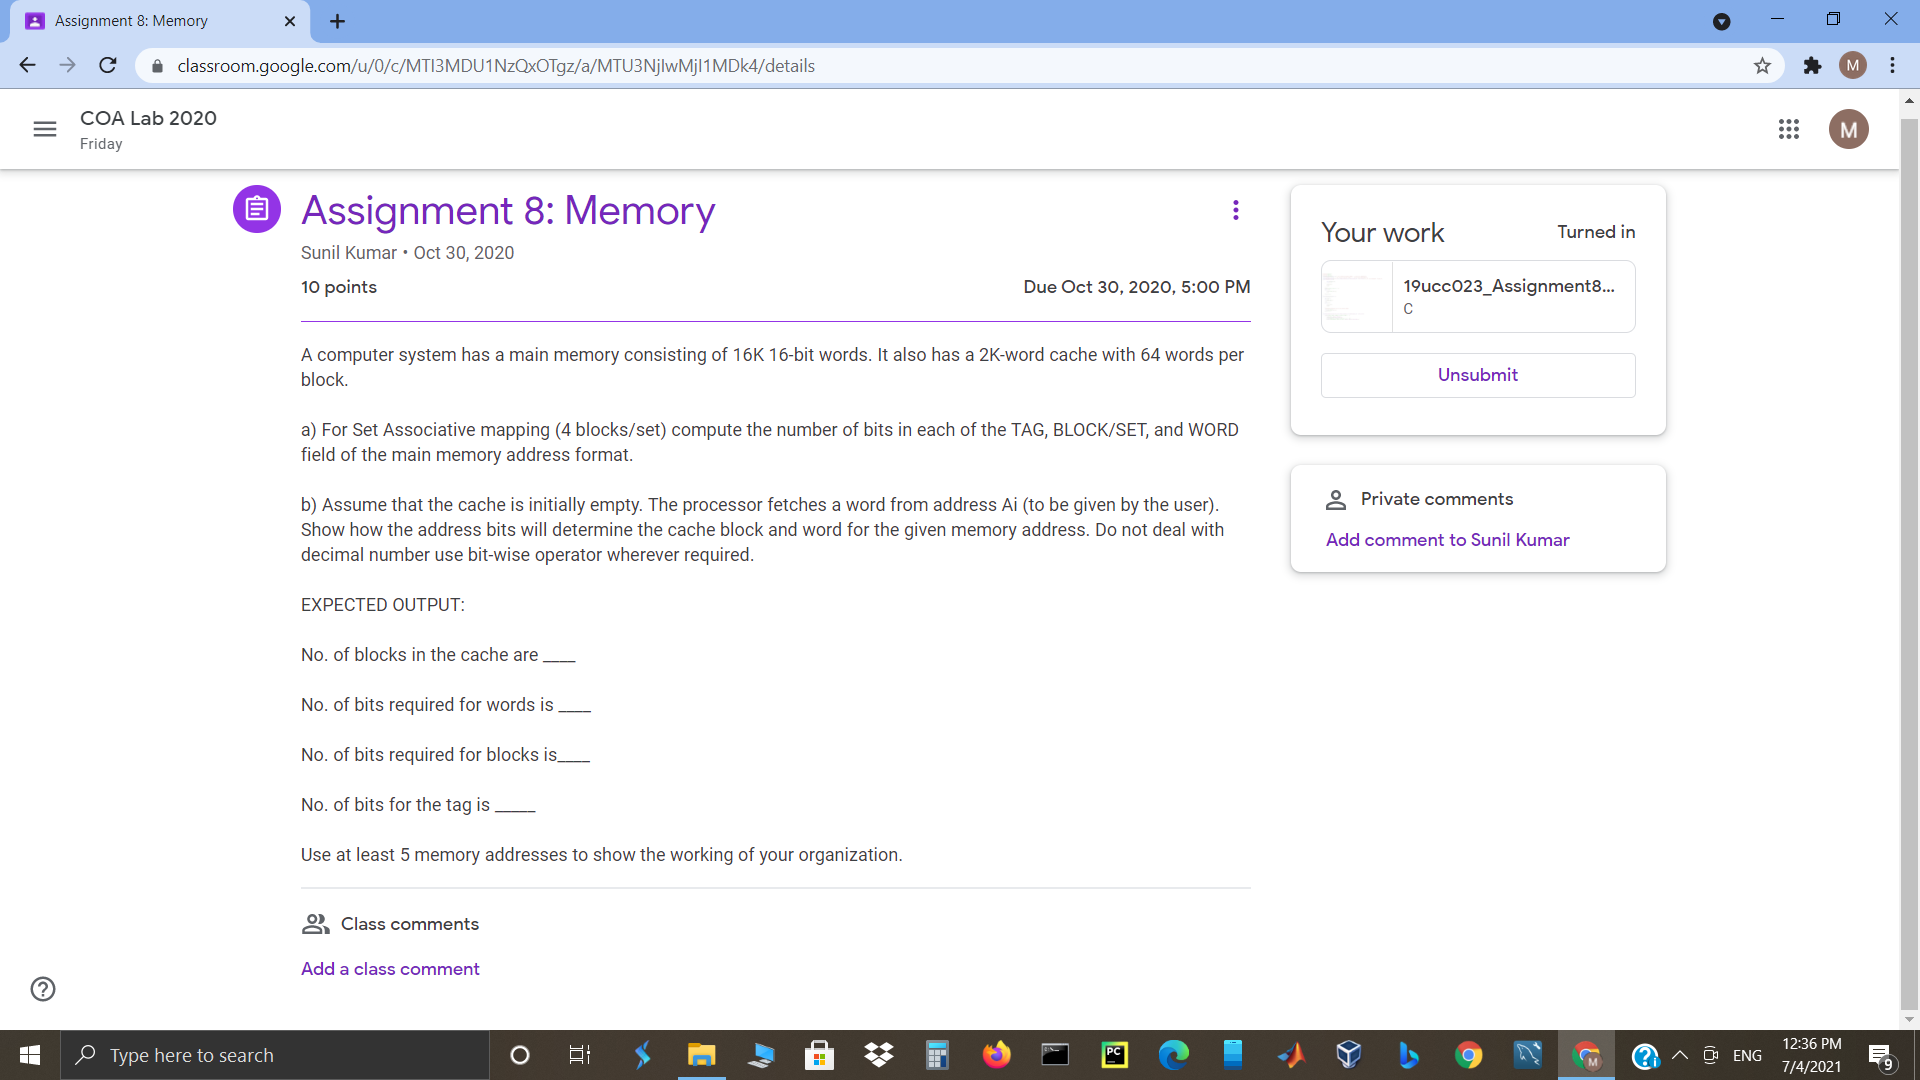 Assignment 8: Memory
classroom.google.com/u/0/c/MTI3MDU1NzQxOTgz/a/MTU3NjIwMjI1MDk4/details
M
COA Lab 2020
Friday
M
Assignment 8: Memory
Sunil Kumar • Oct 30, 2020
10 points
Due Oct 30, 2020, 5:00 PM
A computer system has a main memory consisting of 16K 16-bit words. It also has a 2K-word cache with 64 words per
block.
a) For Set Associative mapping (4 blocks/set) compute the number of bits in each of the TAG, BLOCK/SET, and WORD
field of the main memory address format.
b) Assume that the cache is initially empty. The processor fetches a word from address Ai (to be given by the user).
Show how the address bits will determine the cache block and word for the given memory address. Do not deal with
decimal number use bit-wise operator wherever required.
EXPECTED OUTPUT:
No. of blocks in the cache are ____
No. of bits required for words is ____
No. of bits required for blocks is____
No. of bits for the tag is _____
Use at least 5 memory addresses to show the working of your organization.
Class comments
Add a class comment
Your work
Turned in
19ucc023_Assignment8...
C
Unsubmit
Private comments
Add comment to Sunil Kumar
Type here to search
PC
M
ENG
12:36 PM
7/4/2021
9